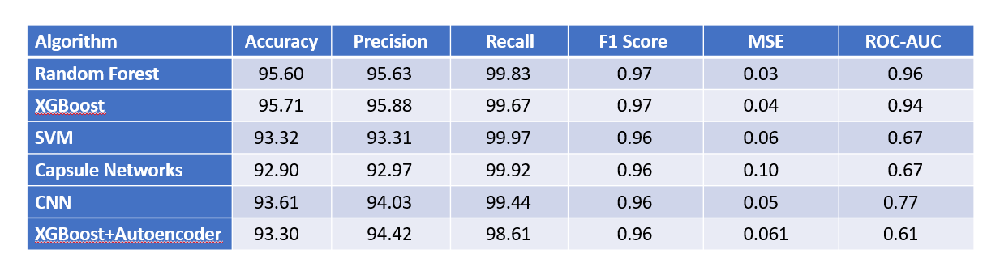 Algorithm Accuracy Precision Recall F1 Score MSE ROC-AUC
Random Forest 95.60 95.63 99.83 0.97 0.03 0.96
XGBoost 95.71 95.88 99.67 0.97 0.04 0.94
SVM 93.32 93.31 99.97 0.96 0.06 0.67
Capsule Networks 92.90 92.97 99.92 0.96 0.10 0.67
CNN 93.61 94.03 99.44 0.96 0.05 0.77
XGBoost+Autoencoder 93.30 94.42 98.61 0.96 0.061 0.61